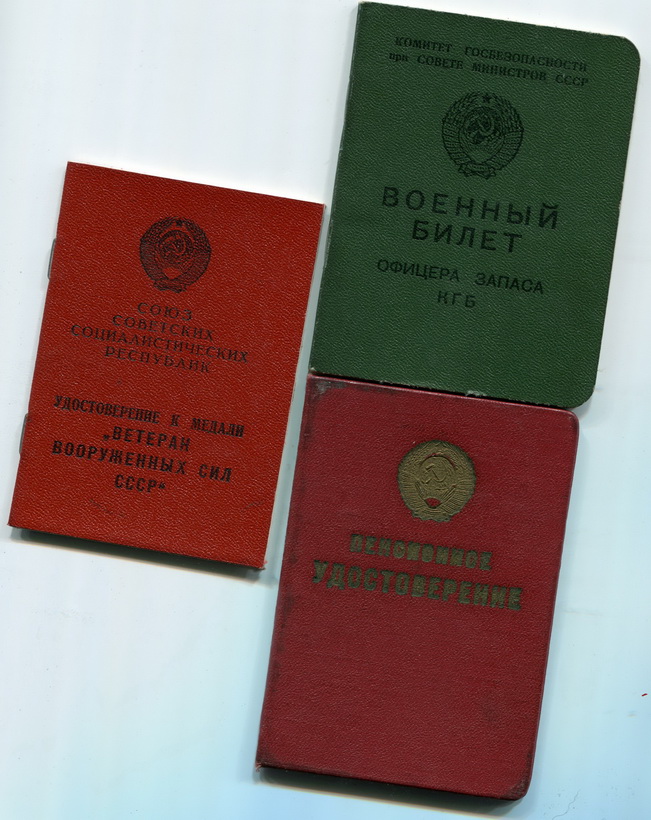 КОМИТЕТ ГОСБЕЗОПАСНОСТИ
при СОВЕТЕ МИНИСТРОВ СССР
ВОЕННЫЙ
БИЛЕТ
ОФИЦЕРА ЗАПАСА
КГБ
СОЮЗ
СОВЕТСКИХ
СОЦИАЛИСТИЧЕСКИХ
РЕСПУБЛИК
УДОСТОВЕРЕНИЕ К МЕДАЛИ
„ВЕТЕРАН
ВООРУЖЕННЫХ СИЛ
СССР“
ПЕНСИОННОЕ
УДОСТОВЕРЕНИЕ